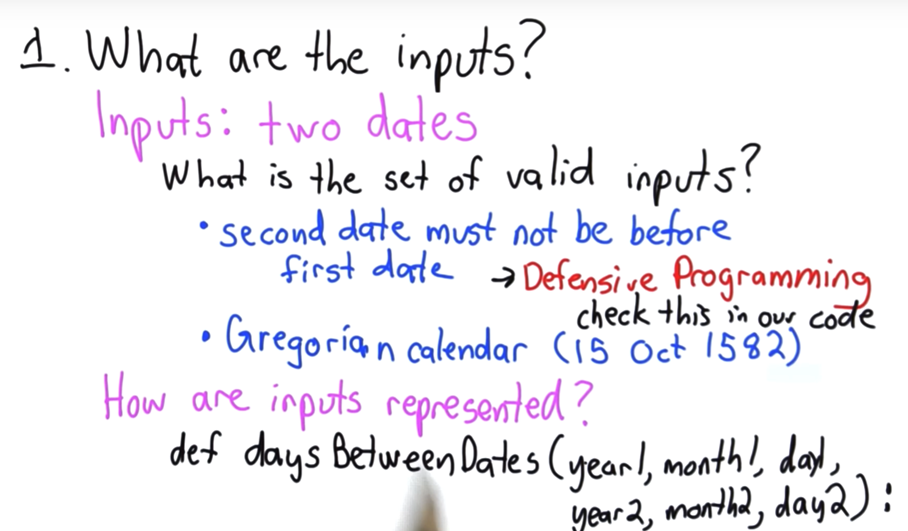 1. What are the inputs?
Inputs: two dates
What is the set of valid inputs?
• second date must not be before
first date → Defensive Programming
check this in our code
• Gregorian calendar (15 Oct 1582)
How are inputs represented?
def daysBetweenDates(year1, month1, day1,
year2, month2, day2):